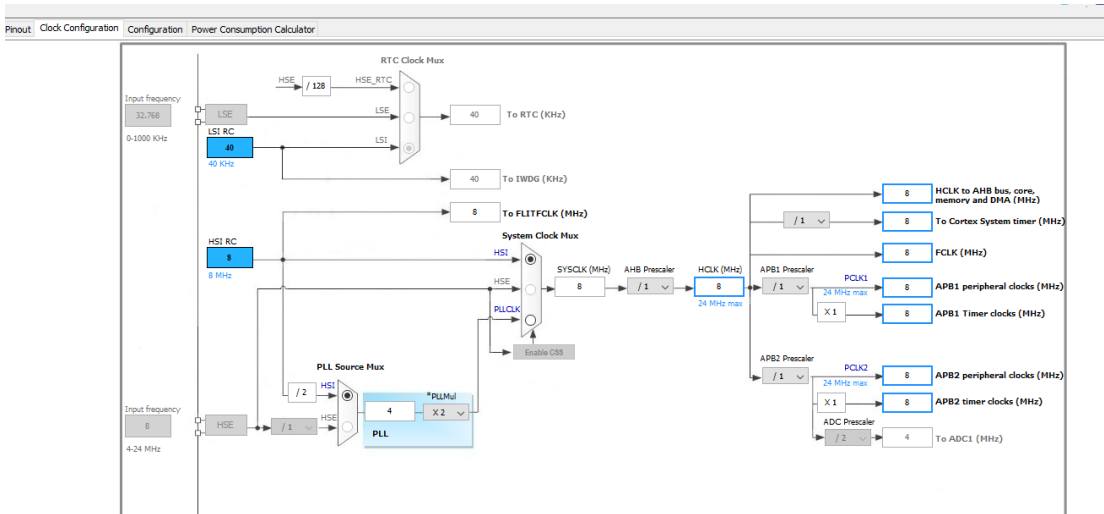 Pinout Clock Configuration Configuration Power Consumption Calculator
RTC Clock Mux
HSE / 128 HSE_RTC
Input frequency
32.768
0-1000 KHz
LSE
LSE
40 To RTC (KHz)
LSI RC
40
40 KHz
LSI
40 To IWDG (KHz)
8 To FLITFCLK (MHz)
System Clock Mux
HSI RC
8
8 MHz
HSI
HSE
PLLCLK
SYSCLK (MHz)
8
AHB Prescaler
/ 1
HCLK (MHz)
8
24 MHz max
Enable CSS
8 HCLK to AHB bus, core,
memory and DMA (MHz)
/ 1 8 To Cortex System timer (MHz)
8 FCLK (MHz)
APB1 Prescaler
/ 1
PCLK1
24 MHz max
8 APB1 peripheral clocks (MHz)
X 1 8 APB1 Timer clocks (MHz)
APB2 Prescaler
/ 1
PCLK2
24 MHz max
8 APB2 peripheral clocks (MHz)
X 1 8 APB2 timer clocks (MHz)
ADC Prescaler
/ 2 4 To ADC1 (MHz)
PLL Source Mux
/ 2 HSI
HSE
4
*PLLMul
X 2
PLL
Input frequency
8
4-24 MHz
HSE
/ 1